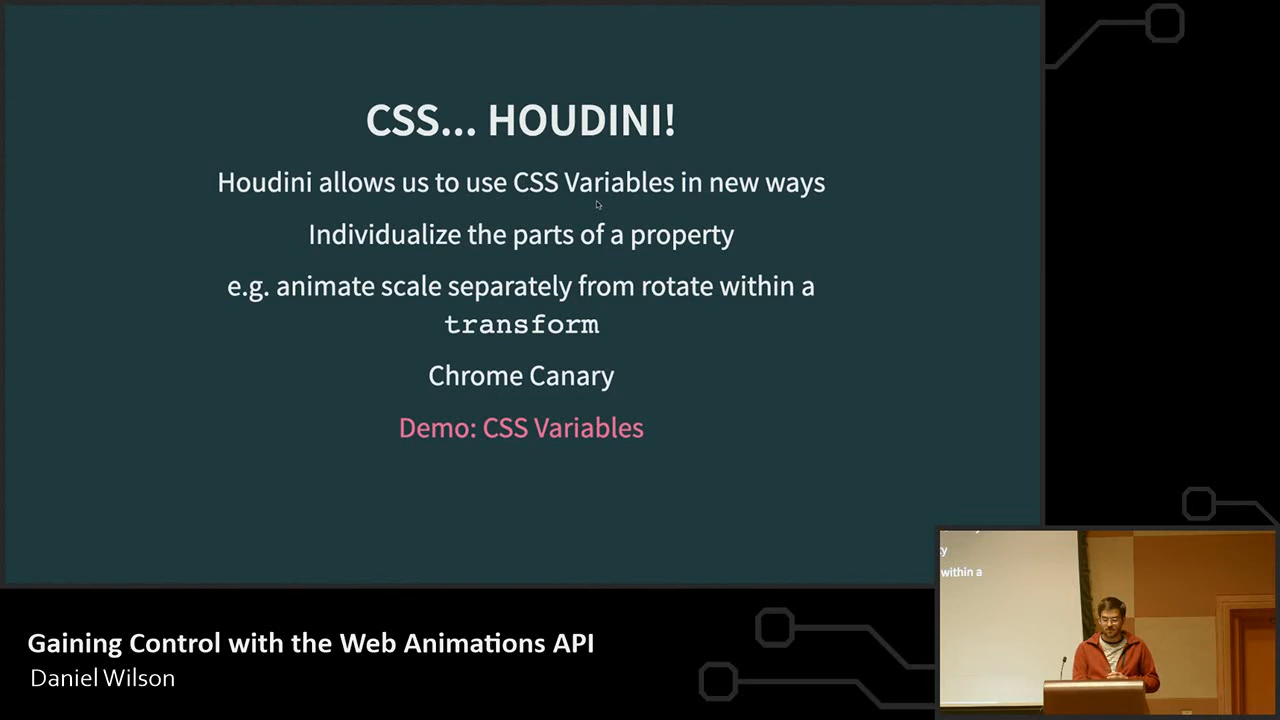 CSS... HOUDINI!
Houdini allows us to use CSS Variables in new ways
Individualize the parts of a property
e.g. animate scale separately from rotate within a
transform
Chrome Canary
Demo: CSS Variables
within a
Gaining Control with the Web Animations API
Daniel Wilson